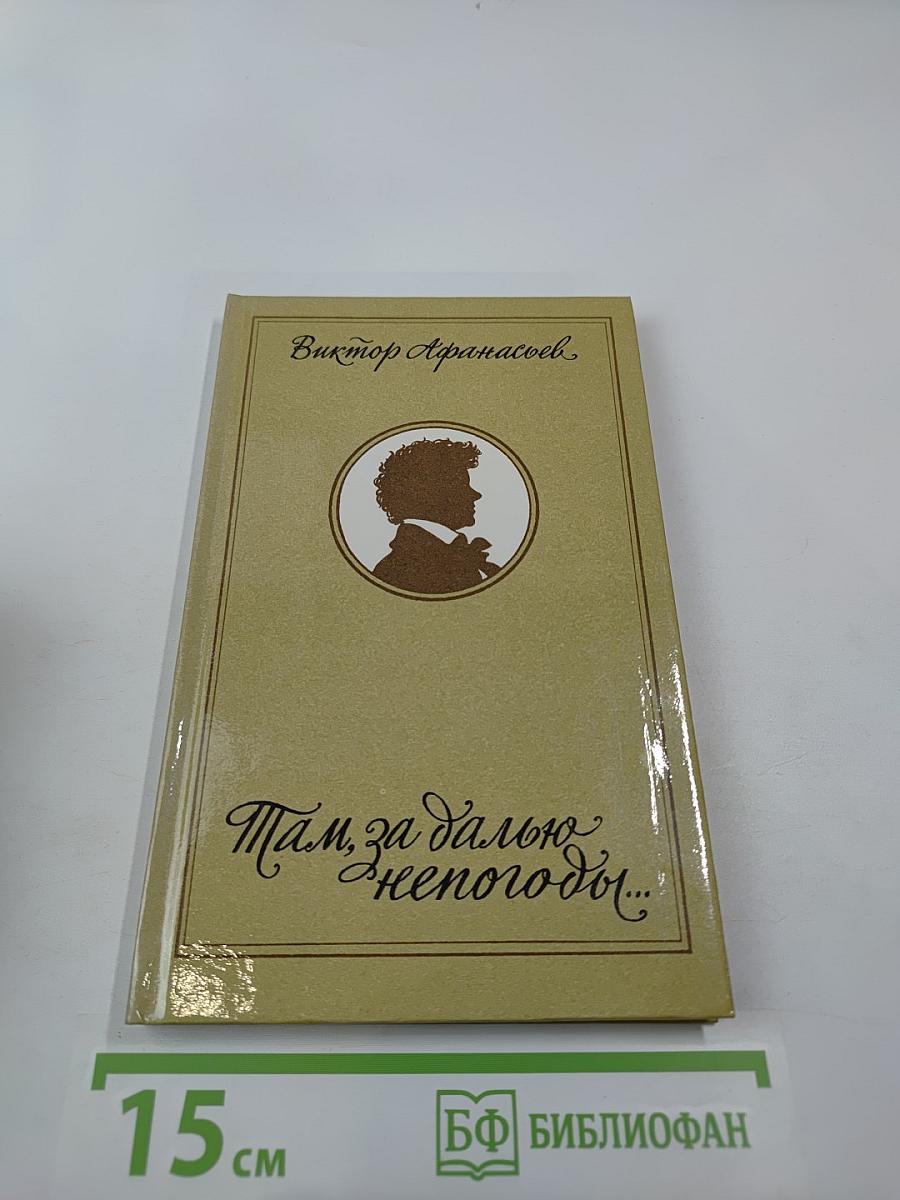 Виктор Афанасьев
Там, за далью
непогоды...
15 см
БФ БИБЛИОФАН